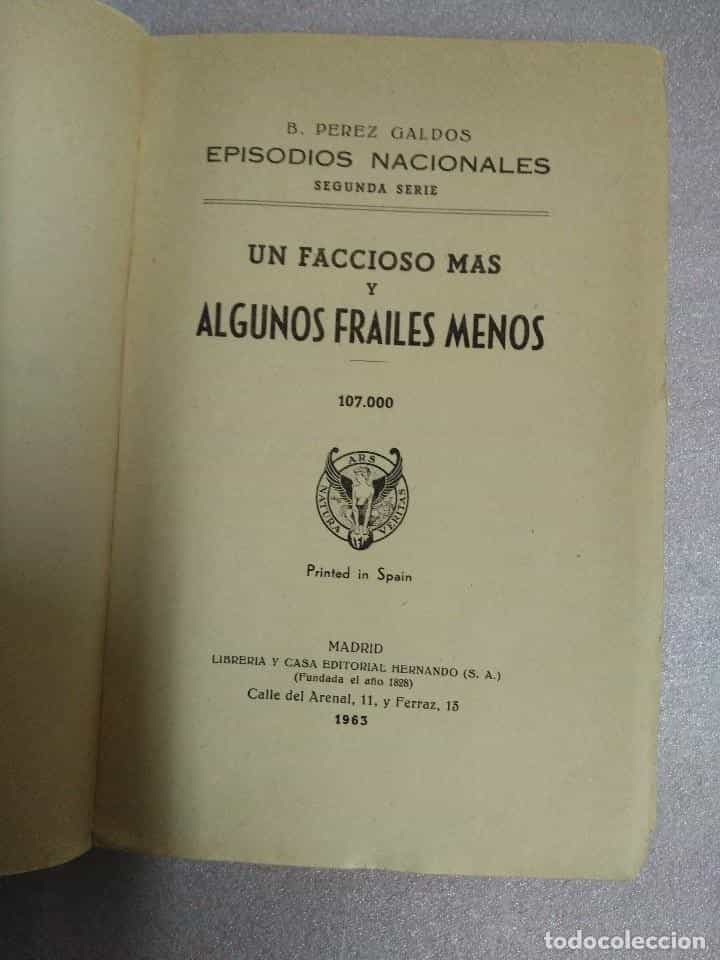 B. PEREZ GALDOS
EPISODIOS NACIONALES
SEGUNDA SERIE
UN FACCIOSO MAS
Y
ALGUNOS FRAILES MENOS
107.000
ARS
NATURA VERITAS
Printed in Spain
MADRID
LIBRERIA Y CASA EDITORIAL HERNANDO (S. A.)
(Fundada el año 1828)
Calle del Arenal, 11, y Ferraz, 13
1963
todocoleccion